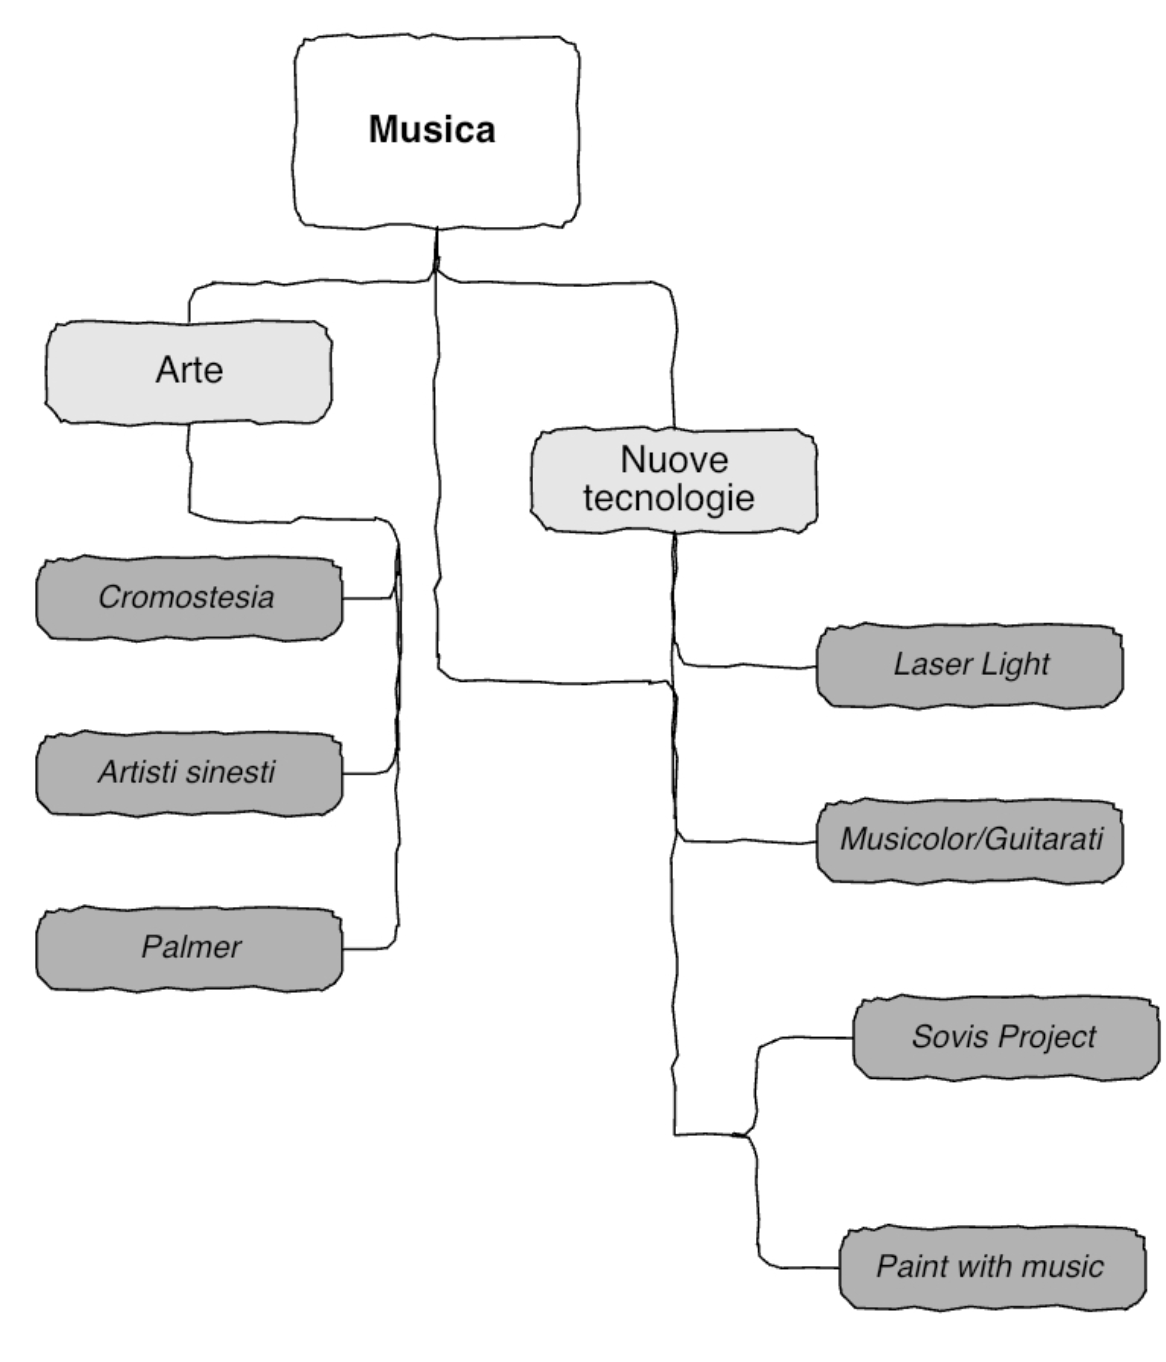 Musica
Arte
Nuove
tecnologie
Cromostesia
Laser Light
Artisti sinesti
Musicolor/Guitarati
Palmer
Sovis Project
Paint with music